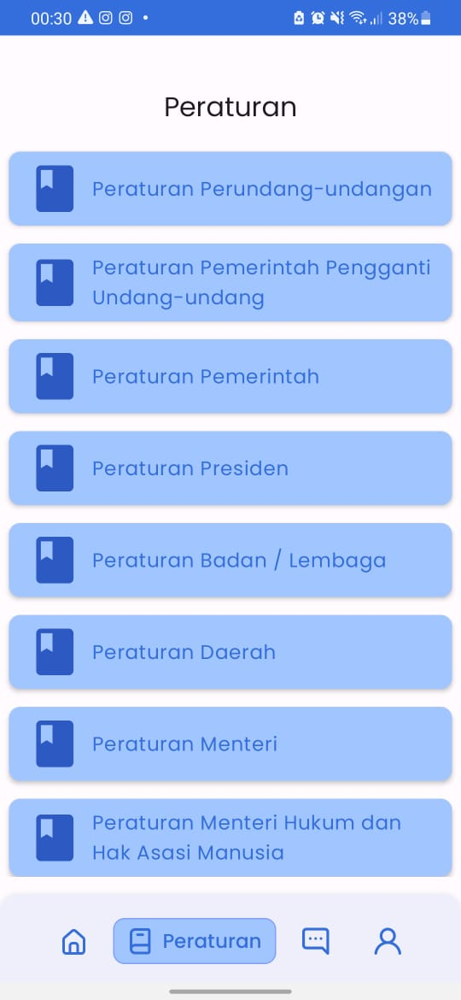 00:30
38%
Peraturan
Peraturan Perundang-undangan
Peraturan Pemerintah Pengganti
Undang-undang
Peraturan Pemerintah
Peraturan Presiden
Peraturan Badan / Lembaga
Peraturan Daerah
Peraturan Menteri
Peraturan Menteri Hukum dan
Hak Asasi Manusia
Peraturan